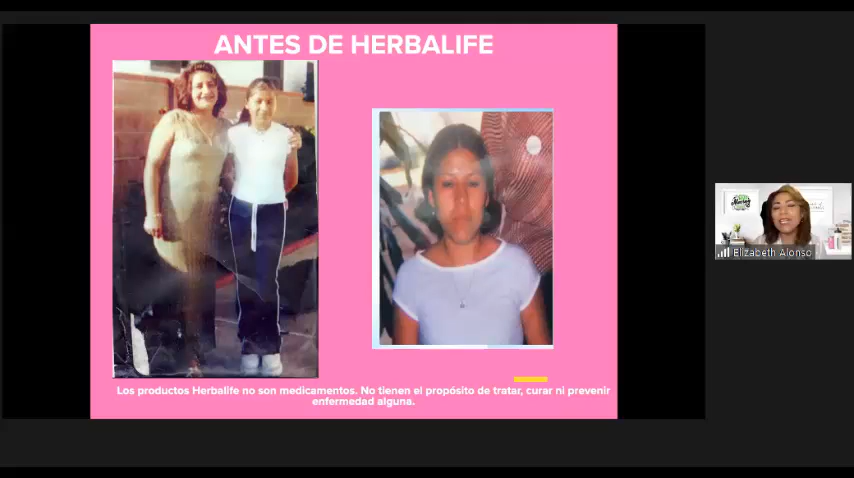 ANTES DE HERBALIFE
Los productos Herbalife no son medicamentos. No tienen el propósito de tratar, curar ni prevenir
enfermedad alguna.
Elizabeth Alonso